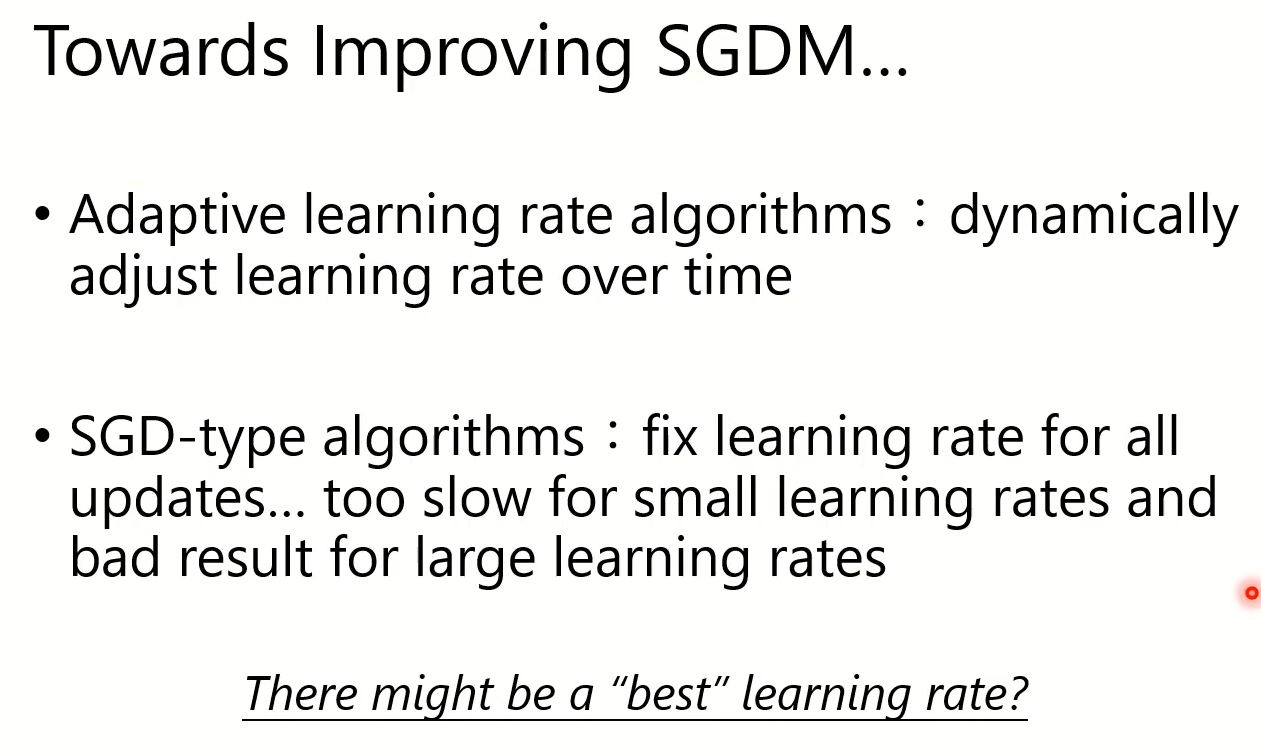 Towards Improving SGDM...
• Adaptive learning rate algorithms：dynamically
adjust learning rate over time
• SGD-type algorithms：fix learning rate for all
updates... too slow for small learning rates and
bad result for large learning rates
There might be a “best” learning rate?